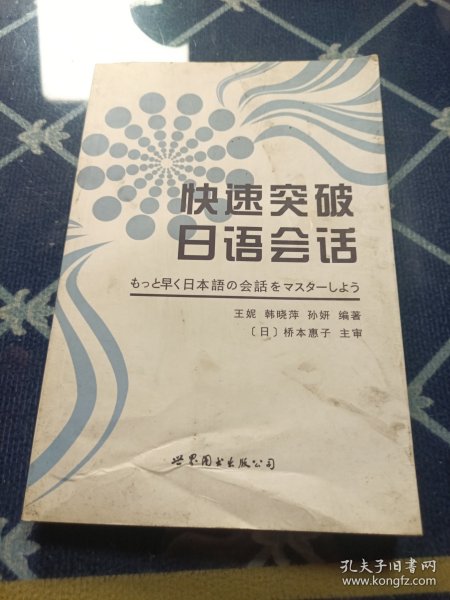 快速突破
日语会话
もっと早く日本語の会話をマスターしよう
王妮 韩晓萍 孙妍 编著
〔日〕桥本惠子 主审
世界图书出版公司
孔夫子旧书网
www.kongfz.com